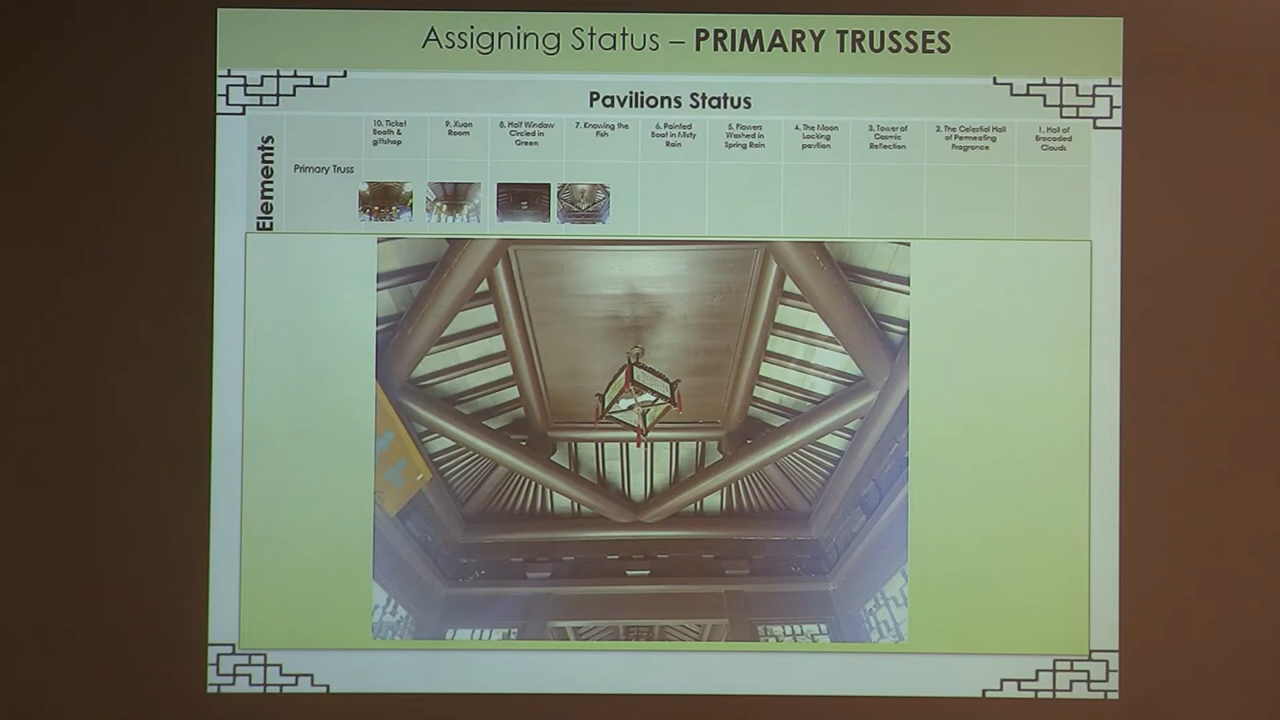 Assigning Status – PRIMARY TRUSSES
Pavilions Status
Elements
10. Ticket
Booth &
giftshop
9. Xuan
Room
8. Half Window
Circled in
Green
7. Knowing the
Fish
6. Painted
Boat in Misty
Rain
5. Flowers
Washed in
Spring Rain
4. The Moon
Locking
pavilion
3. Tower of
Cosmic
Reflection
2. The Celestial Hall
of Permeating
Fragrance
1. Hall of
Brocaded
Clouds
Primary Truss